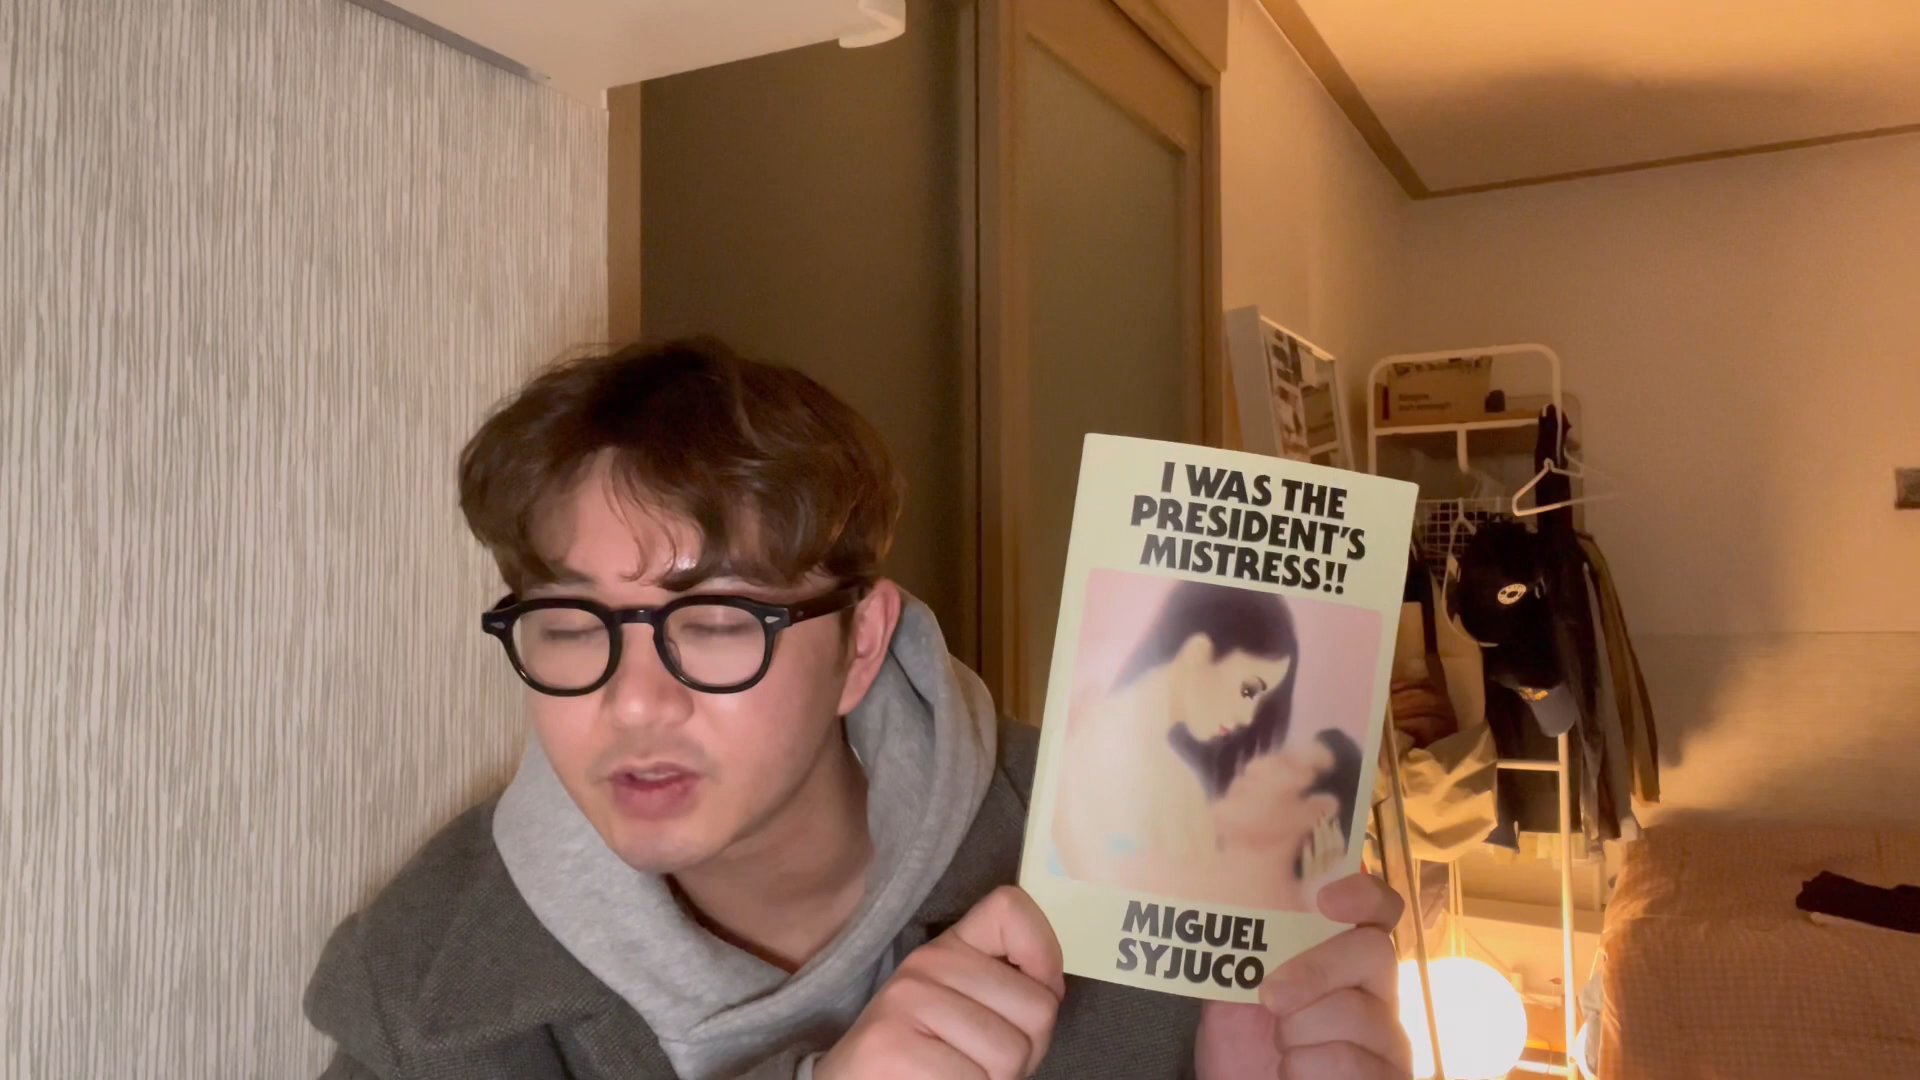 I WAS THE
PRESIDENT'S
MISTRESS!!
MIGUEL
SYJUCO